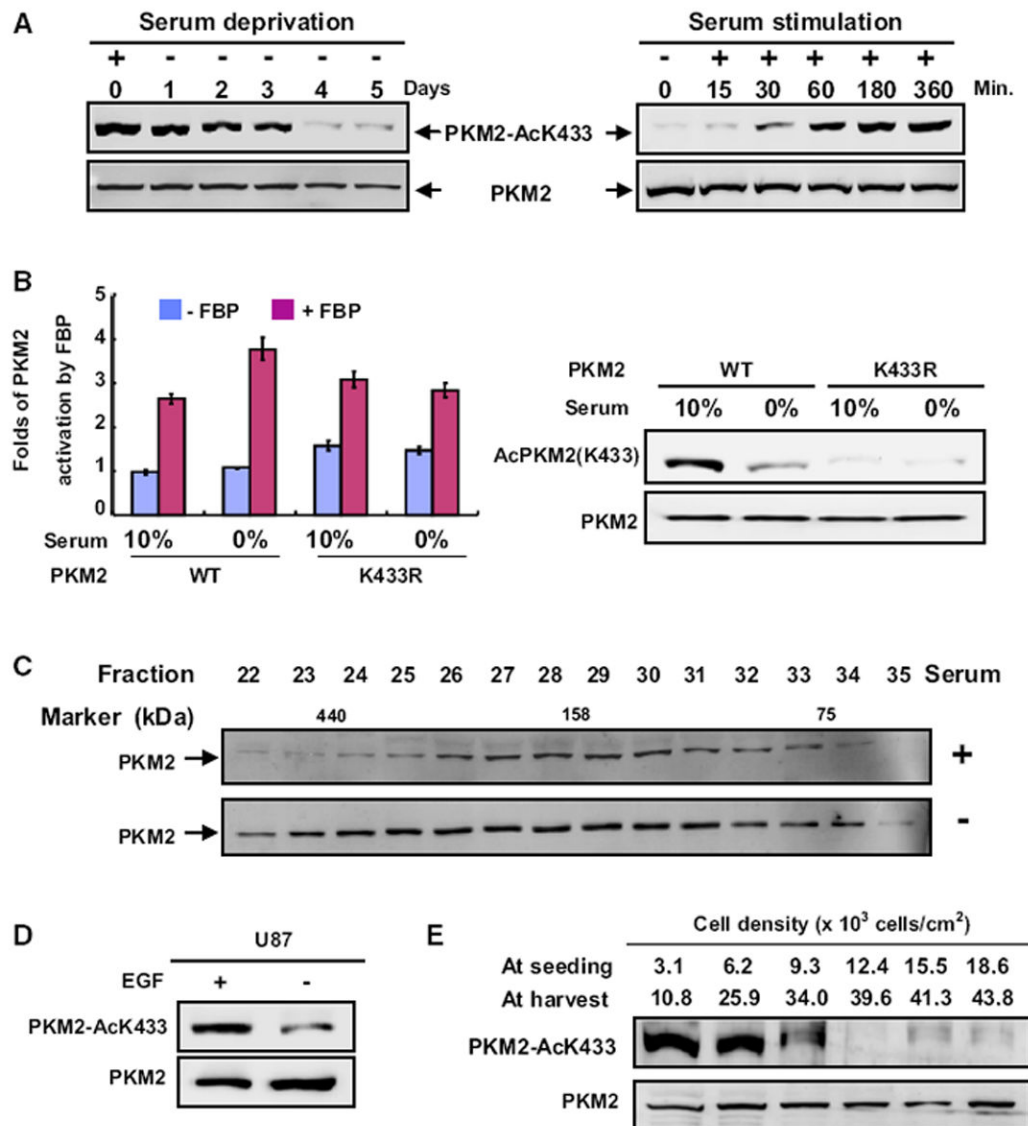 A
Serum deprivation
+ - - - - -
0 1 2 3 4 5 Days
Serum stimulation
- + + + + +
0 15 30 60 180 360 Min.
PKM2-AcK433
PKM2
B
Folds of PKM2
activation by FBP
5
4
3
2
1
0
- FBP
+ FBP
Serum 10% 0% 10% 0%
PKM2 WT K433R
PKM2 WT K433R
Serum 10% 0% 10% 0%
AcPKM2(K433)
PKM2
C
Fraction 22 23 24 25 26 27 28 29 30 31 32 33 34 35 Serum
Marker (kDa) 440 158 75
PKM2 +
PKM2 -
D
U87
EGF + -
PKM2-AcK433
PKM2
E
Cell density (x 10³ cells/cm²)
At seeding 3.1 6.2 9.3 12.4 15.5 18.6
At harvest 10.8 25.9 34.0 39.6 41.3 43.8
PKM2-AcK433
PKM2